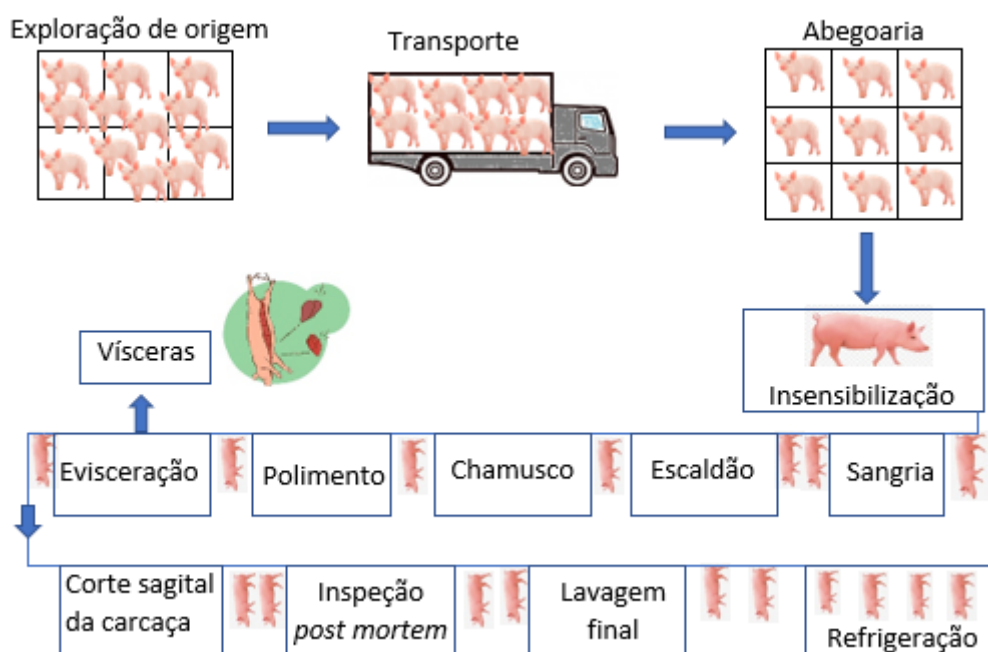 Exploração de origem
Transporte
Abegoaria
Insensibilização
Vísceras
Sangria
Escaldão
Chamusco
Polimento
Evisceração
Corte sagital
da carcaça
Inspeção
post mortem
Lavagem
final
Refrigeração